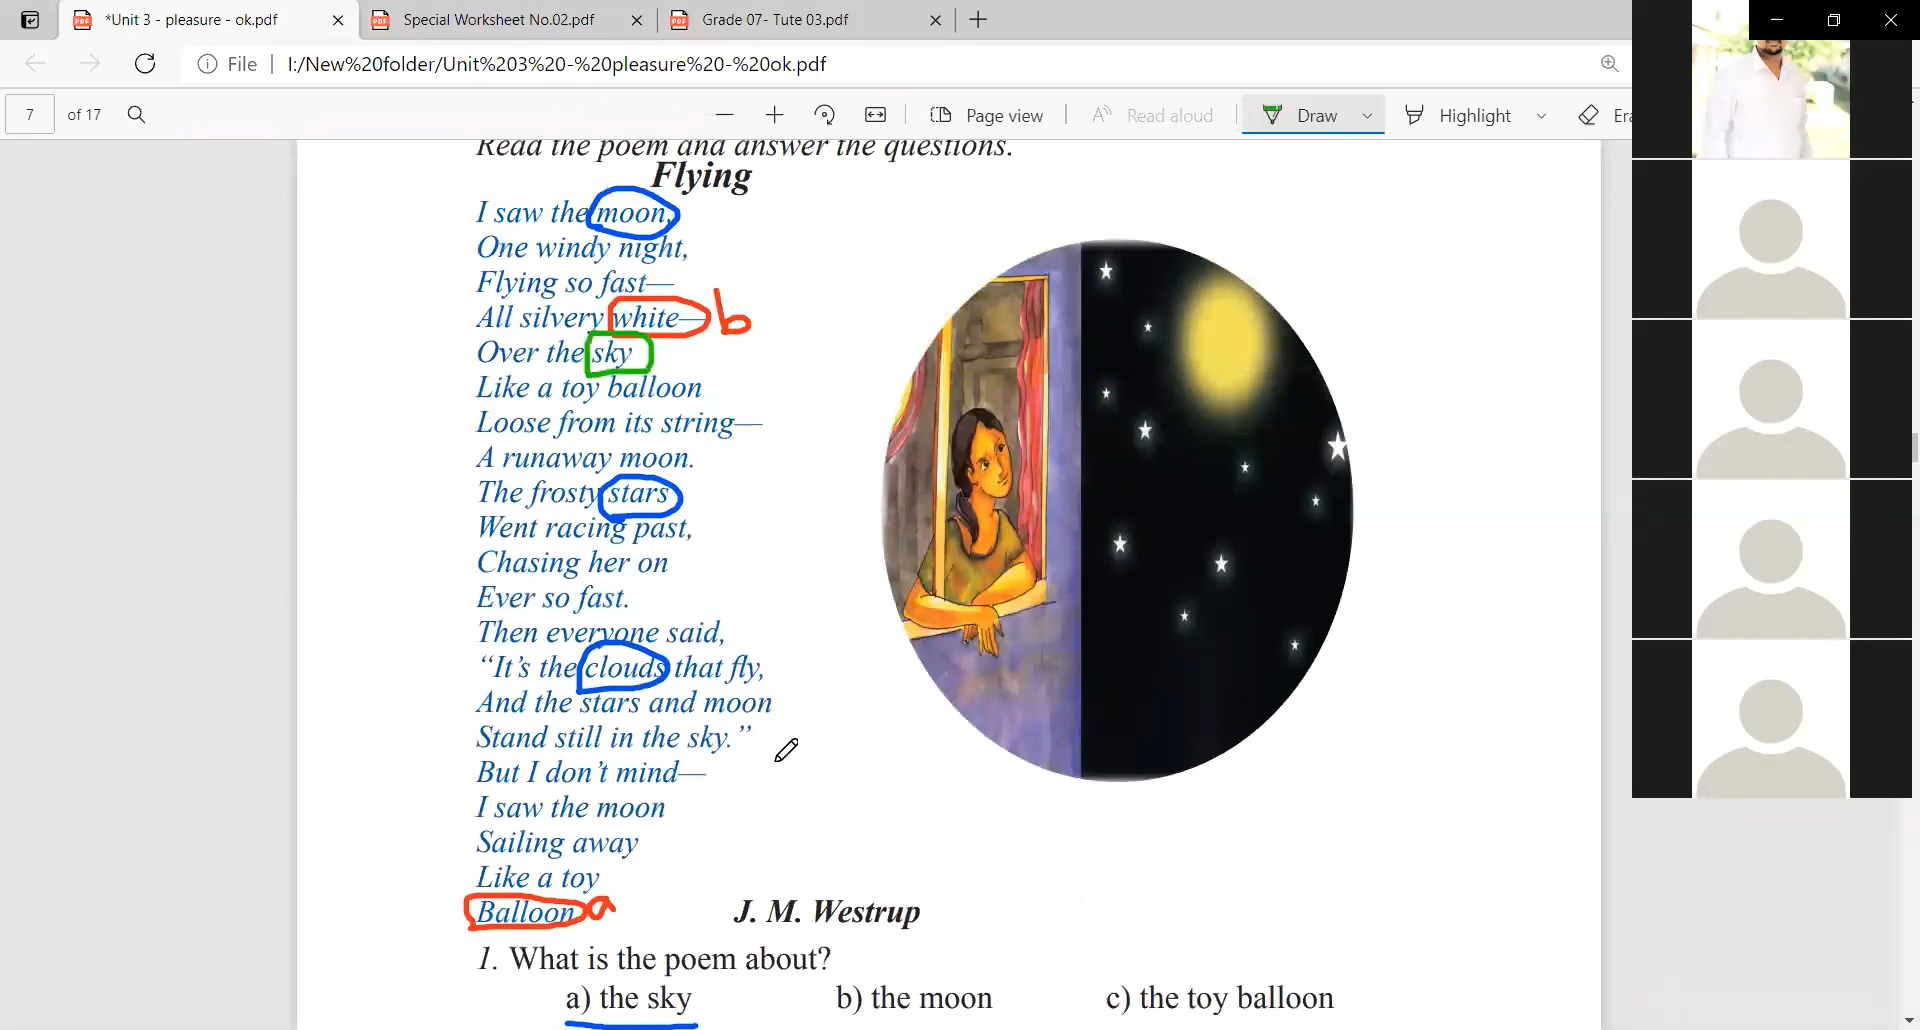 *Unit 3 - pleasure - ok.pdf
Special Worksheet No.02.pdf
Grade 07- Tute 03.pdf
File
I:/New%20folder/Unit%203%20-%20pleasure%20-%20ok.pdf
7 of 17
Page view
Read aloud
Draw
Highlight
Read the poem and answer the questions.
Flying
I saw the moon,
One windy night,
Flying so fast—
All silvery white— b
Over the sky
Like a toy balloon
Loose from its string—
A runaway moon.
The frosty stars
Went racing past,
Chasing her on
Ever so fast.
Then everyone said,
“It’s the clouds that fly,
And the stars and moon
Stand still in the sky.”
But I don’t mind—
I saw the moon
Sailing away
Like a toy
Balloon a
J. M. Westrup
1. What is the poem about?
a) the sky b) the moon c) the toy balloon